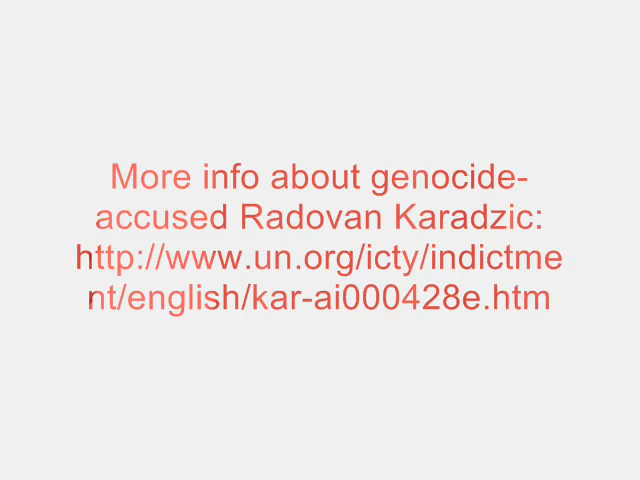 More info about genocide-
accused Radovan Karadzic:
http://www.un.org/icty/indictme
nt/english/kar-ai000428e.htm